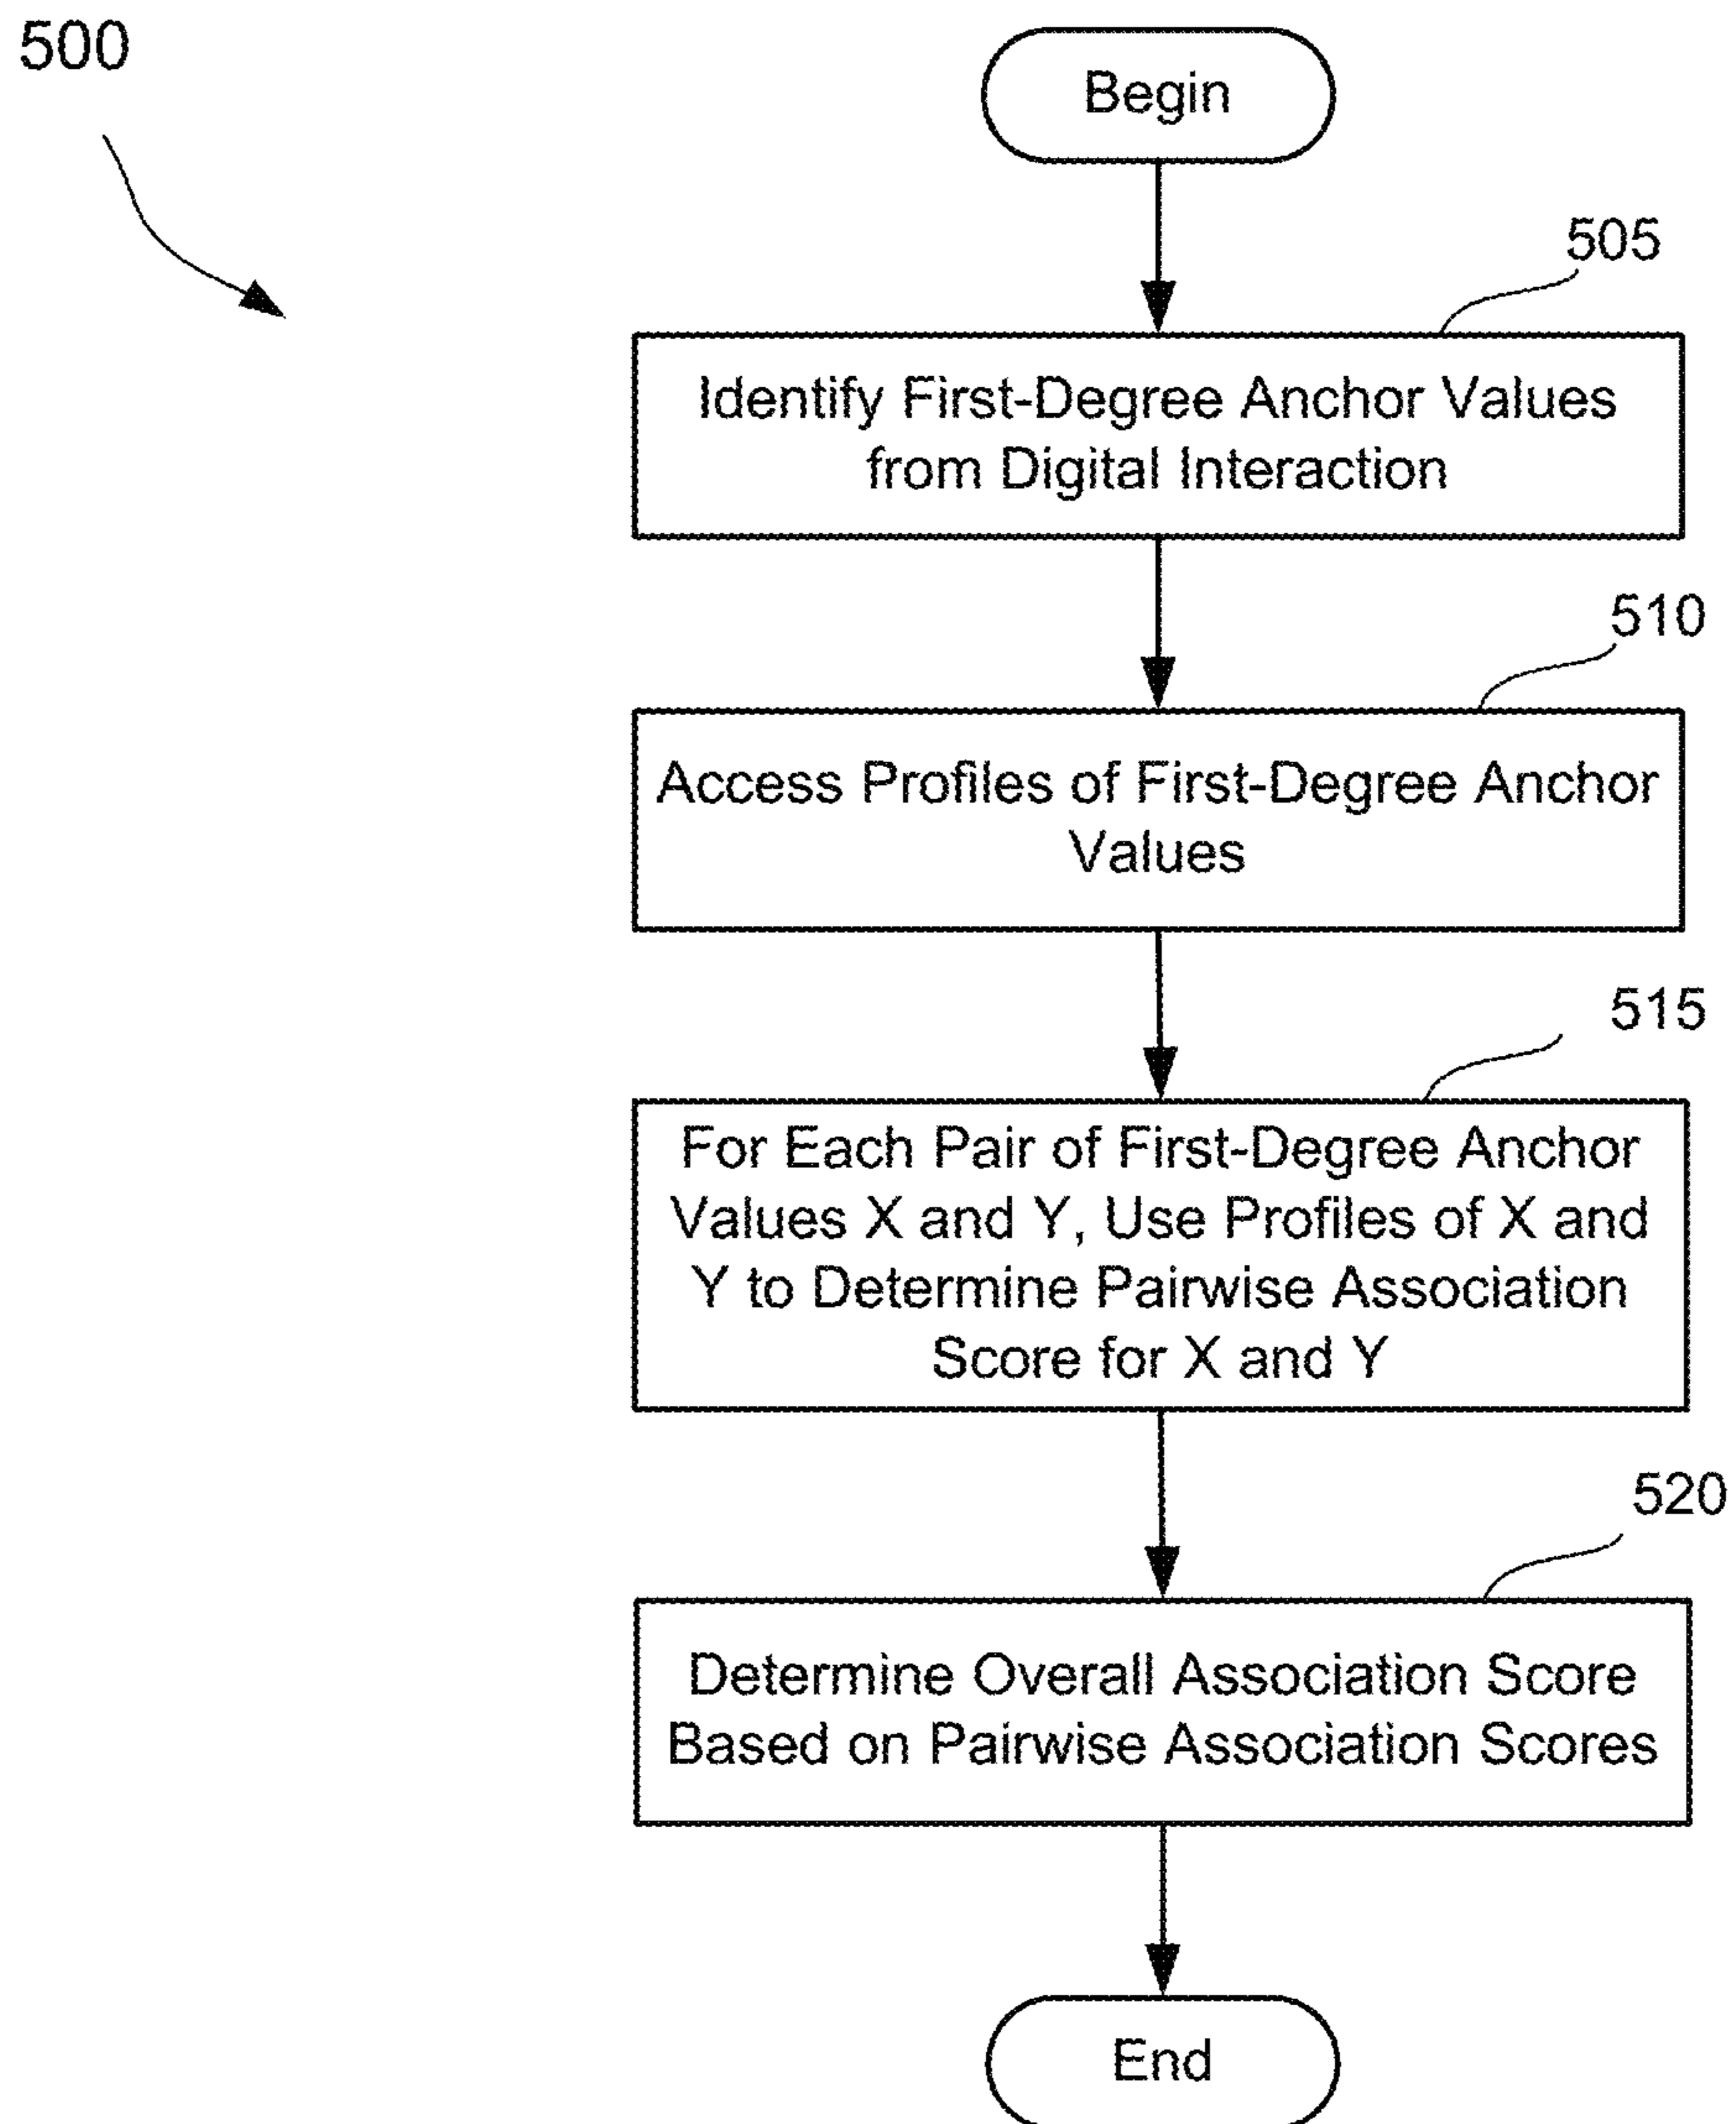 500
Begin
505
Identify First-Degree Anchor Values
from Digital Interaction
510
Access Profiles of First-Degree Anchor
Values
515
For Each Pair of First-Degree Anchor
Values X and Y, Use Profiles of X and
Y to Determine Pairwise Association
Score for X and Y
520
Determine Overall Association Score
Based on Pairwise Association Scores
End